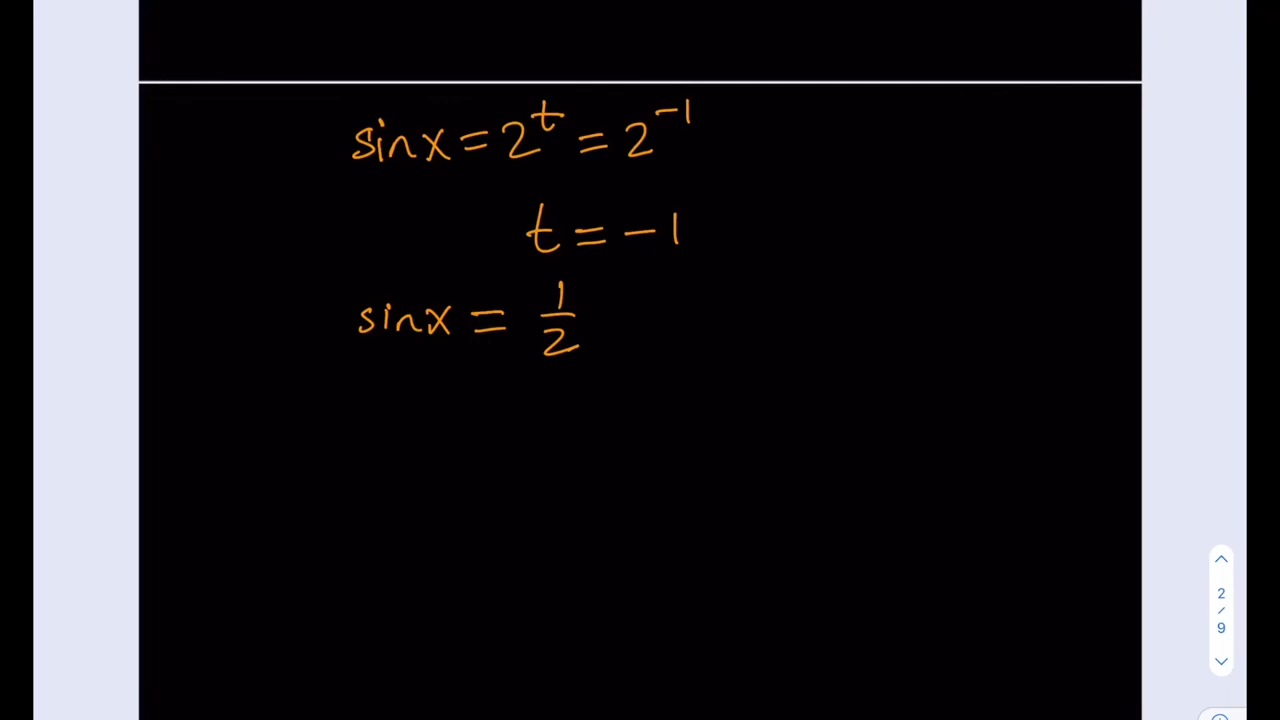 sinx = 2^t = 2^-1
t = -1
sinx = 1/2
2
/
9